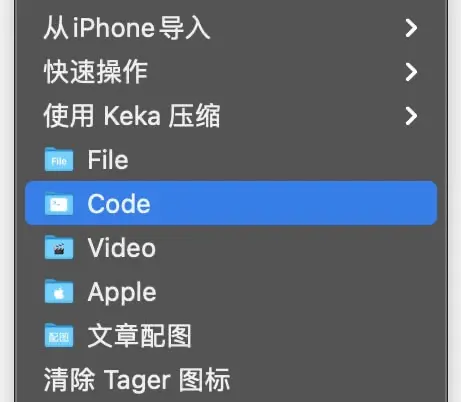 从iPhone导入
快速操作
使用 Keka 压缩
File File
Code
Video
Apple
配图 文章配图
清除 Tager 图标